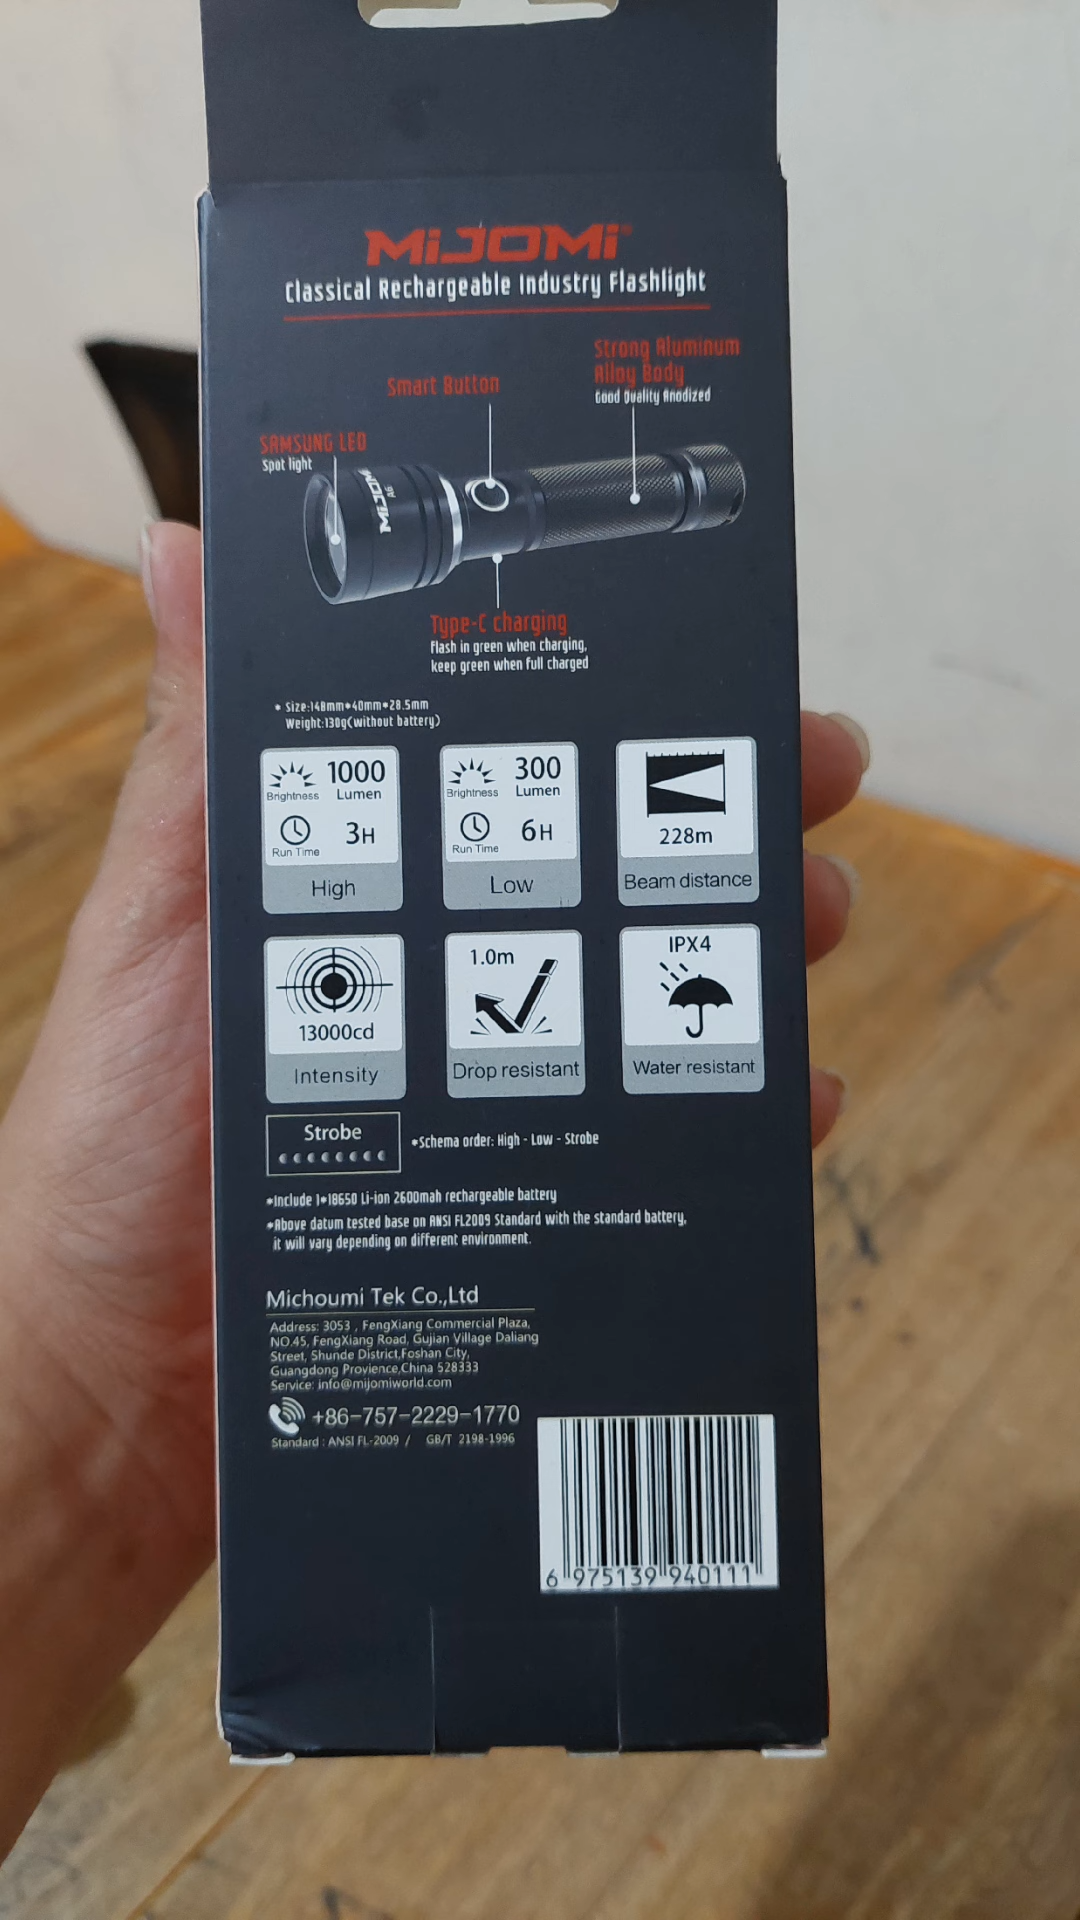 MiJOMi®
Classical Rechargeable Industry Flashlight
Strong Aluminum
Alloy Body
Good Quality Anodized
Smart Button
SAMSUNG LED
Spot light
MiJOMi
A6
Type-C charging
Flash in green when charging,
keep green when full charged
* Size:148mm*40mm*28.5mm
Weight:130g(without battery)
Brightness 1000 Lumen
Run Time 3H
High
Brightness 300 Lumen
Run Time 6H
Low
228m
Beam distance
13000cd
Intensity
1.0m
Drop resistant
IPX4
Water resistant
Strobe
*Schema order: High - Low - Strobe
*Include 1*18650 Li-ion 2600mah rechargeable battery
*Above datum tested base on ANSI FL2009 Standard with the standard battery,
it will vary depending on different environment.
Michoumi Tek Co.,Ltd
Address: 3053 , FengXiang Commercial Plaza,
NO.45, FengXiang Road, Gujian Village Daliang
Street, Shunde District,Foshan City,
Guangdong Provience,China 528333
Service: info@mijomiworld.com
+86-757-2229-1770
Standard : ANSI FL-2009 / GB/T 2198-1996
6 975139 940111